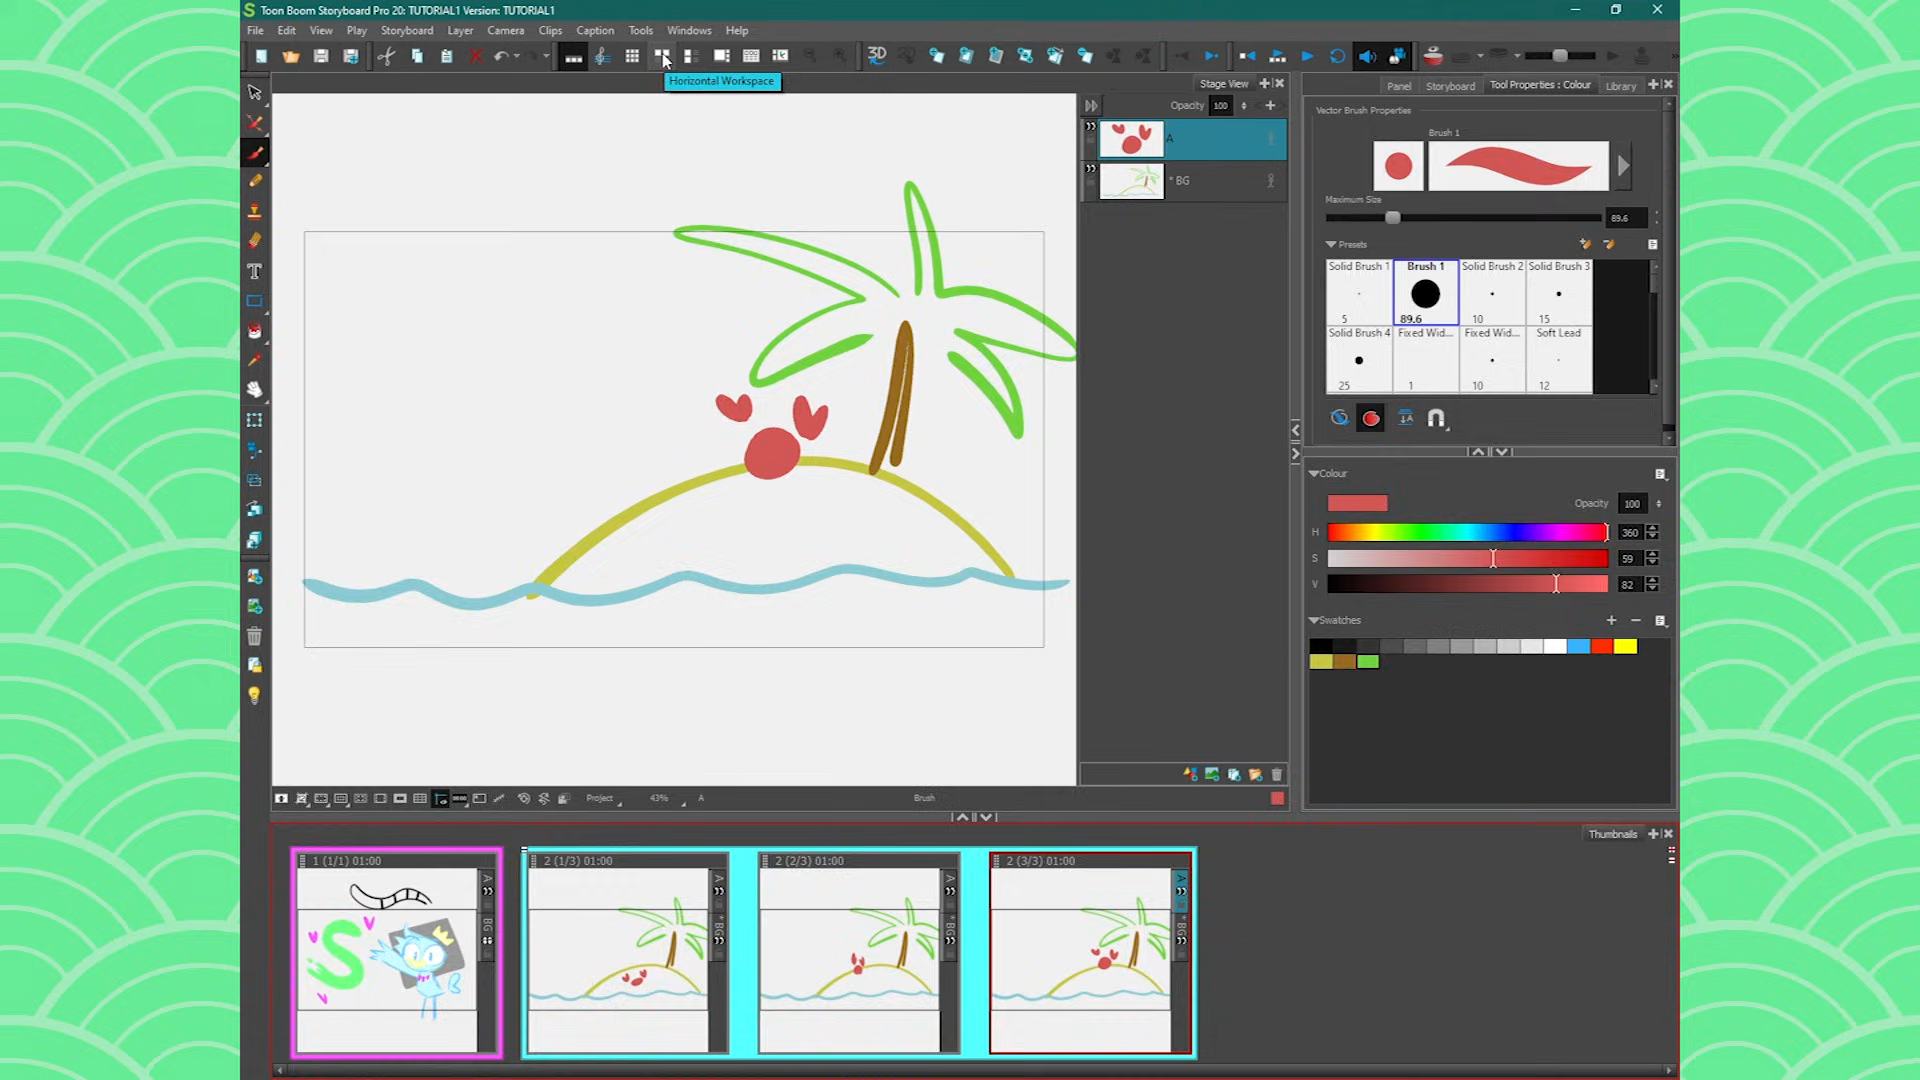 Toon Boom Storyboard Pro 20: TUTORIAL1 Version: TUTORIAL1
File Edit View Play Storyboard Layer Camera Clips Caption Tools Windows Help
3D
Horizontal Workspace
Stage View
Opacity 100
A
* BG
Panel Storyboard Tool Properties : Colour Library
Vector Brush Properties
Brush 1
Maximum Size
89.6
Presets
Solid Brush 1 Brush 1 Solid Brush 2 Solid Brush 3
5 89.6 10 15
Solid Brush 4 Fixed Wid... Fixed Wid... Soft Lead
25 1 10 12
Colour
Opacity 100
H 360
S 59
V 82
Swatches
Project 43% A Brush
Thumbnails
1 (1/1) 01:00 2 (1/3) 01:00 2 (2/3) 01:00 2 (3/3) 01:00
A A A A
BG * BG * BG * BG
S